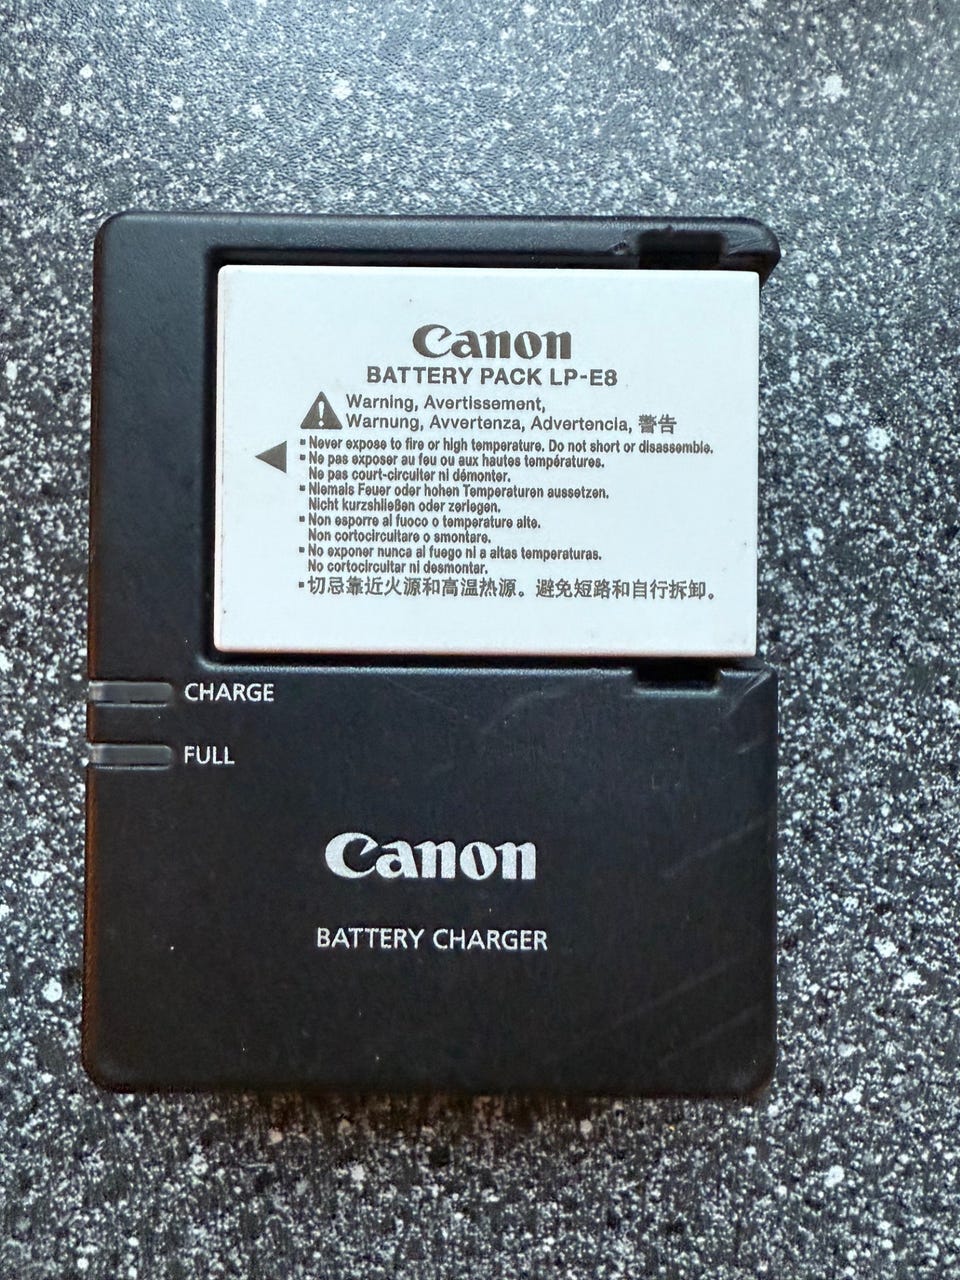 Canon
BATTERY PACK LP-E8
Warning, Avertissement,
Warnung, Avvertenza, Advertencia, 警告
▪ Never expose to fire or high temperature. Do not short or disassemble.
▪ Ne pas exposer au feu ou aux hautes températures.
Ne pas court-circuiter ni démonter.
▪ Niemals Feuer oder hohen Temperaturen aussetzen.
Nicht kurzshließen oder zerlegen.
▪ Non esporre al fuoco o temperature alte.
Non cortocircultare o smontare.
▪ No exponer nunca al fuego ni a altas temperaturas.
No cortocircultar ni desmontar.
▪ 切忌靠近火源和高温热源。避免短路和自行拆卸。
CHARGE
FULL
Canon
BATTERY CHARGER